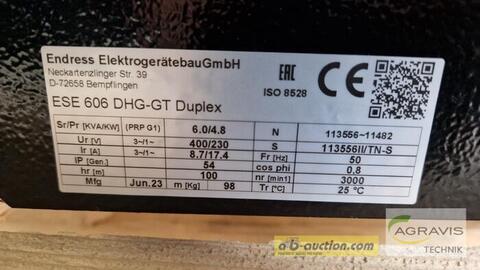 Endress ElektrogerätebauGmbH
Neckartenzlinger Str. 39
D-72658 Bempflingen
ESE 606 DHG-GT Duplex
EAC CE
ISO 8528
Sr/Pr [KVA/KW] (PRP G1) 6.0/4.8 N 113556-11482
Ur [V] 3~/1~ 400/230 S 113556II/TN-S
Ir [A] 3~/1~ 8.7/17.4 Fr [Hz] 50
IP [Gen.] 54 cos phi 0,8
hr [m] 100 nr [min1] 3000
Mfg Jun.23 m [Kg] 98 Tr [°C] 25 °C
ab-auction.com
AGRAVIS
TECHNIK